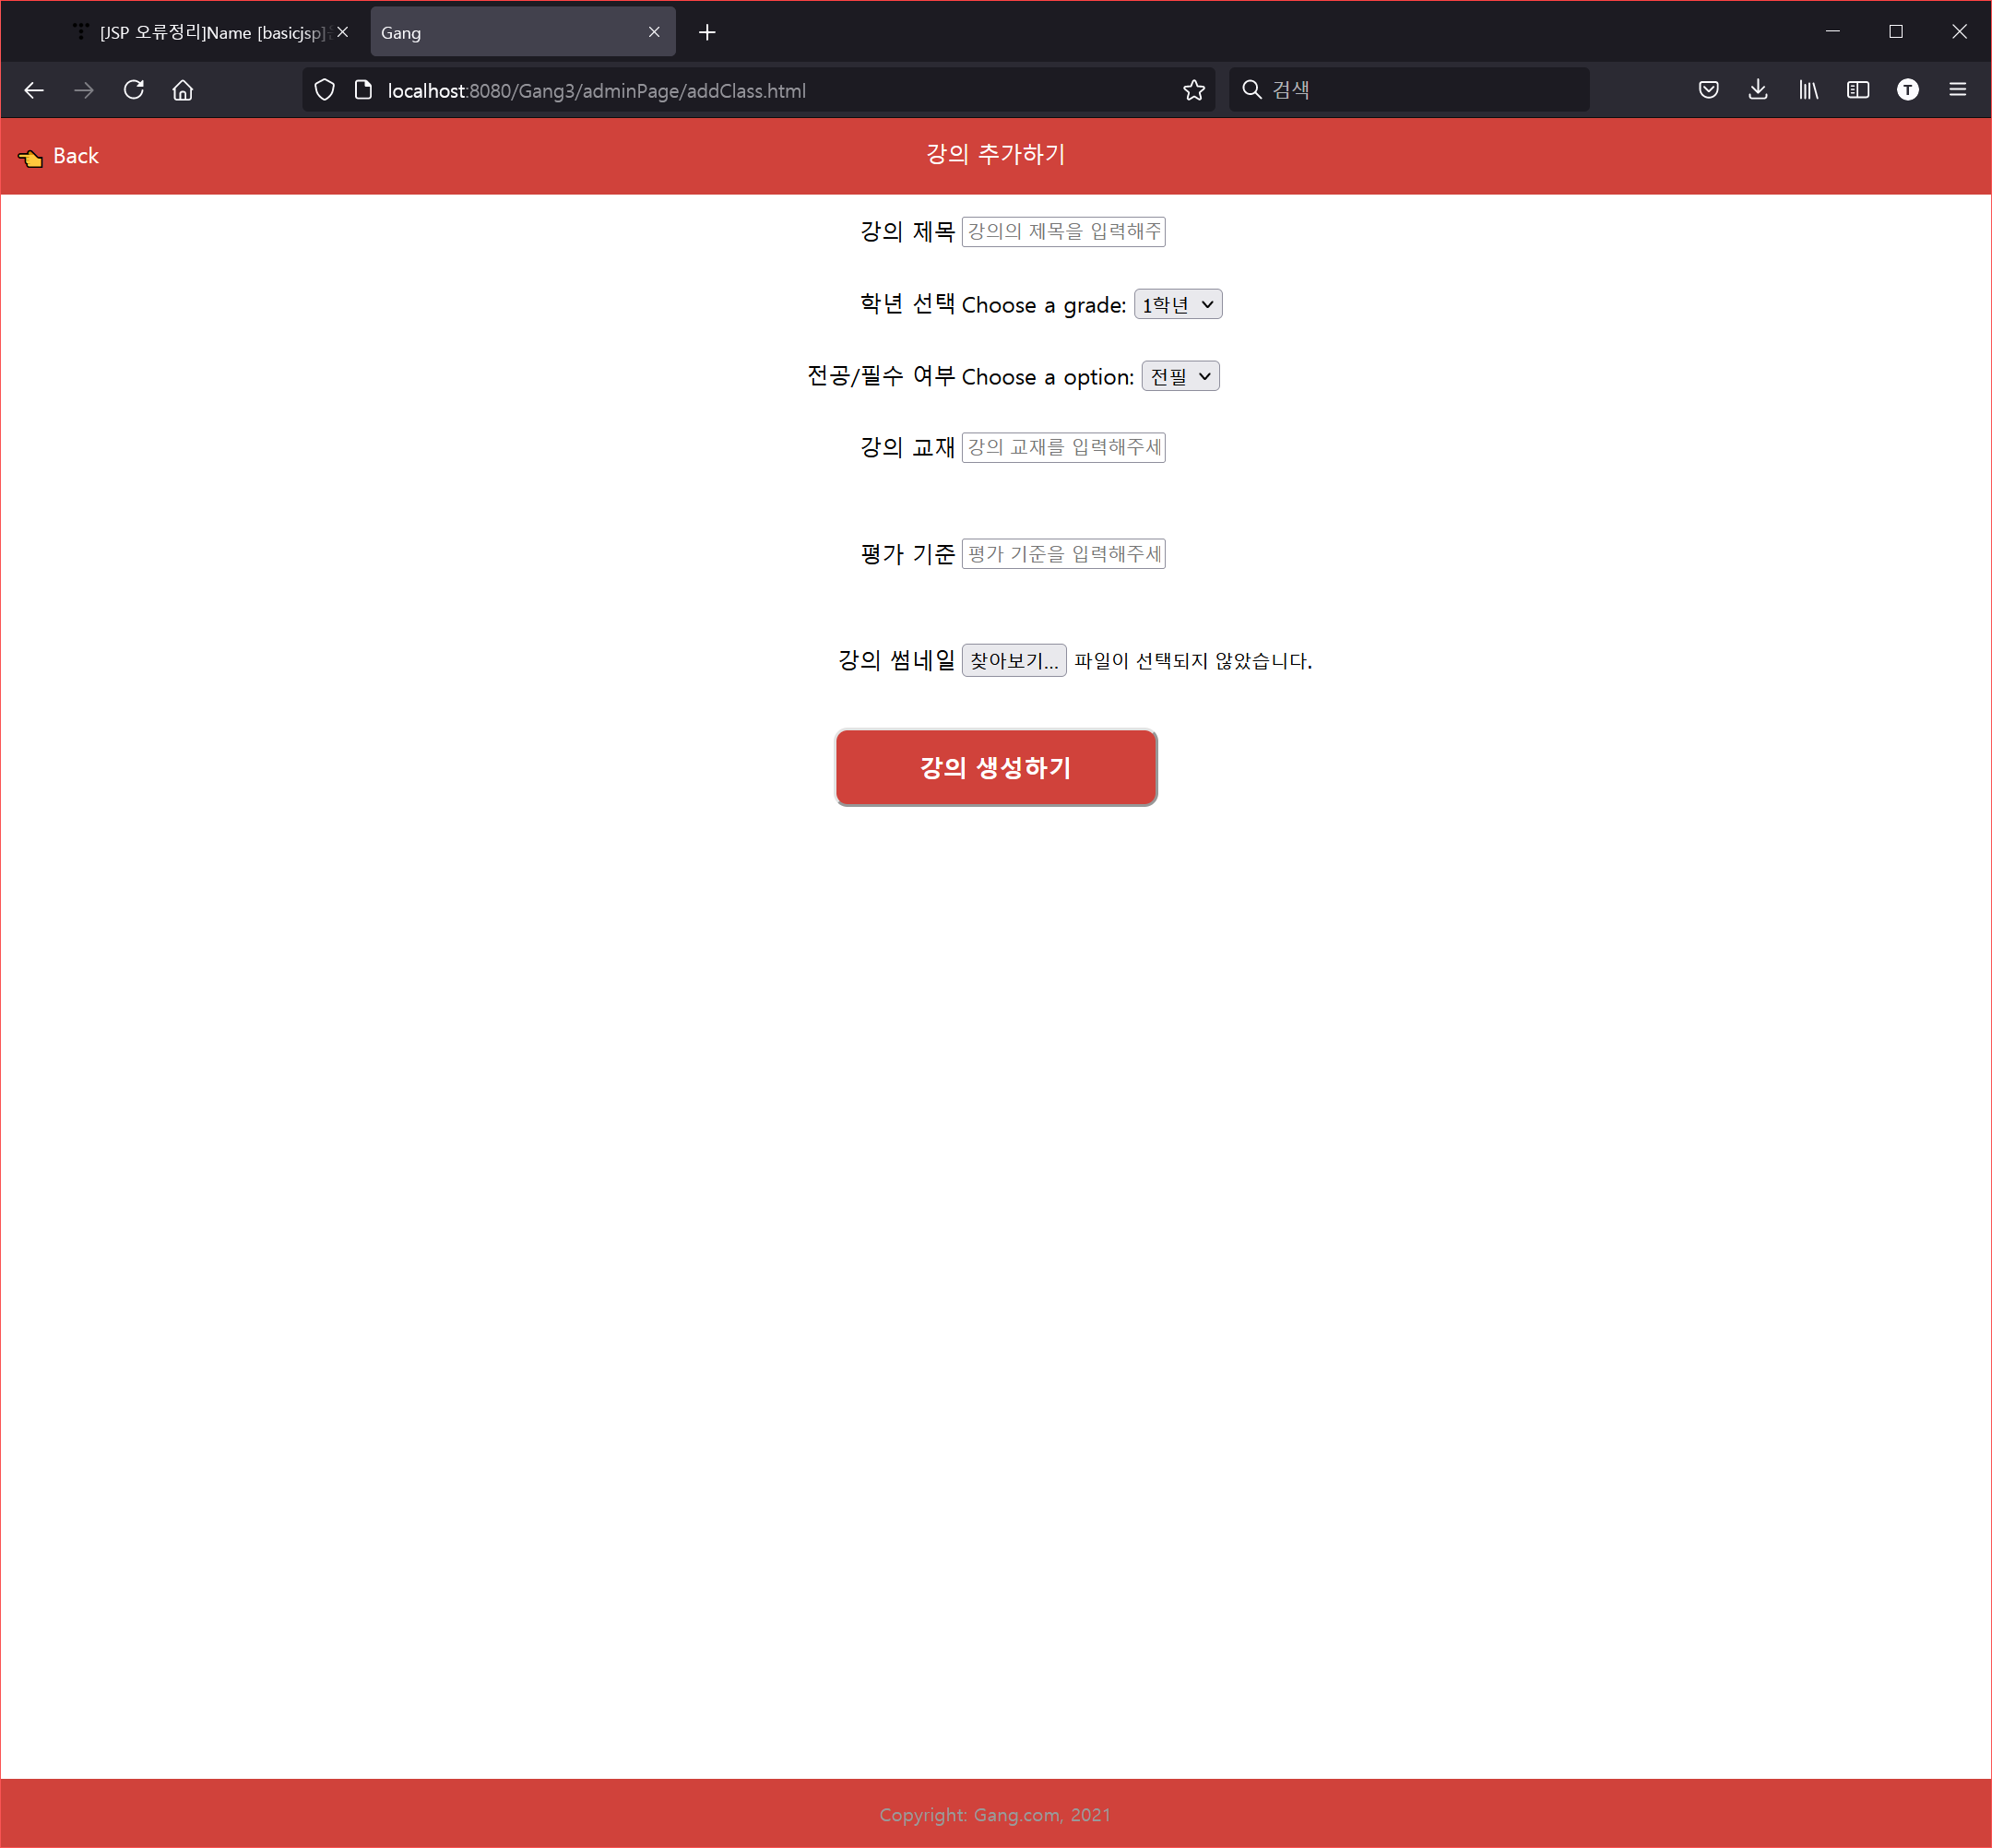 [JSP 오류정리]Name [basicjsp]
Gang
localhost:8080/Gang3/adminPage/addClass.html
검색
T
Back
강의 추가하기
강의 제목 강의의 제목을 입력해주
학년 선택 Choose a grade: 1학년
전공/필수 여부 Choose a option: 전필
강의 교재 강의 교재를 입력해주세
평가 기준 평가 기준을 입력해주세
강의 썸네일 찾아보기... 파일이 선택되지 않았습니다.
강의 생성하기
Copyright: Gang.com, 2021